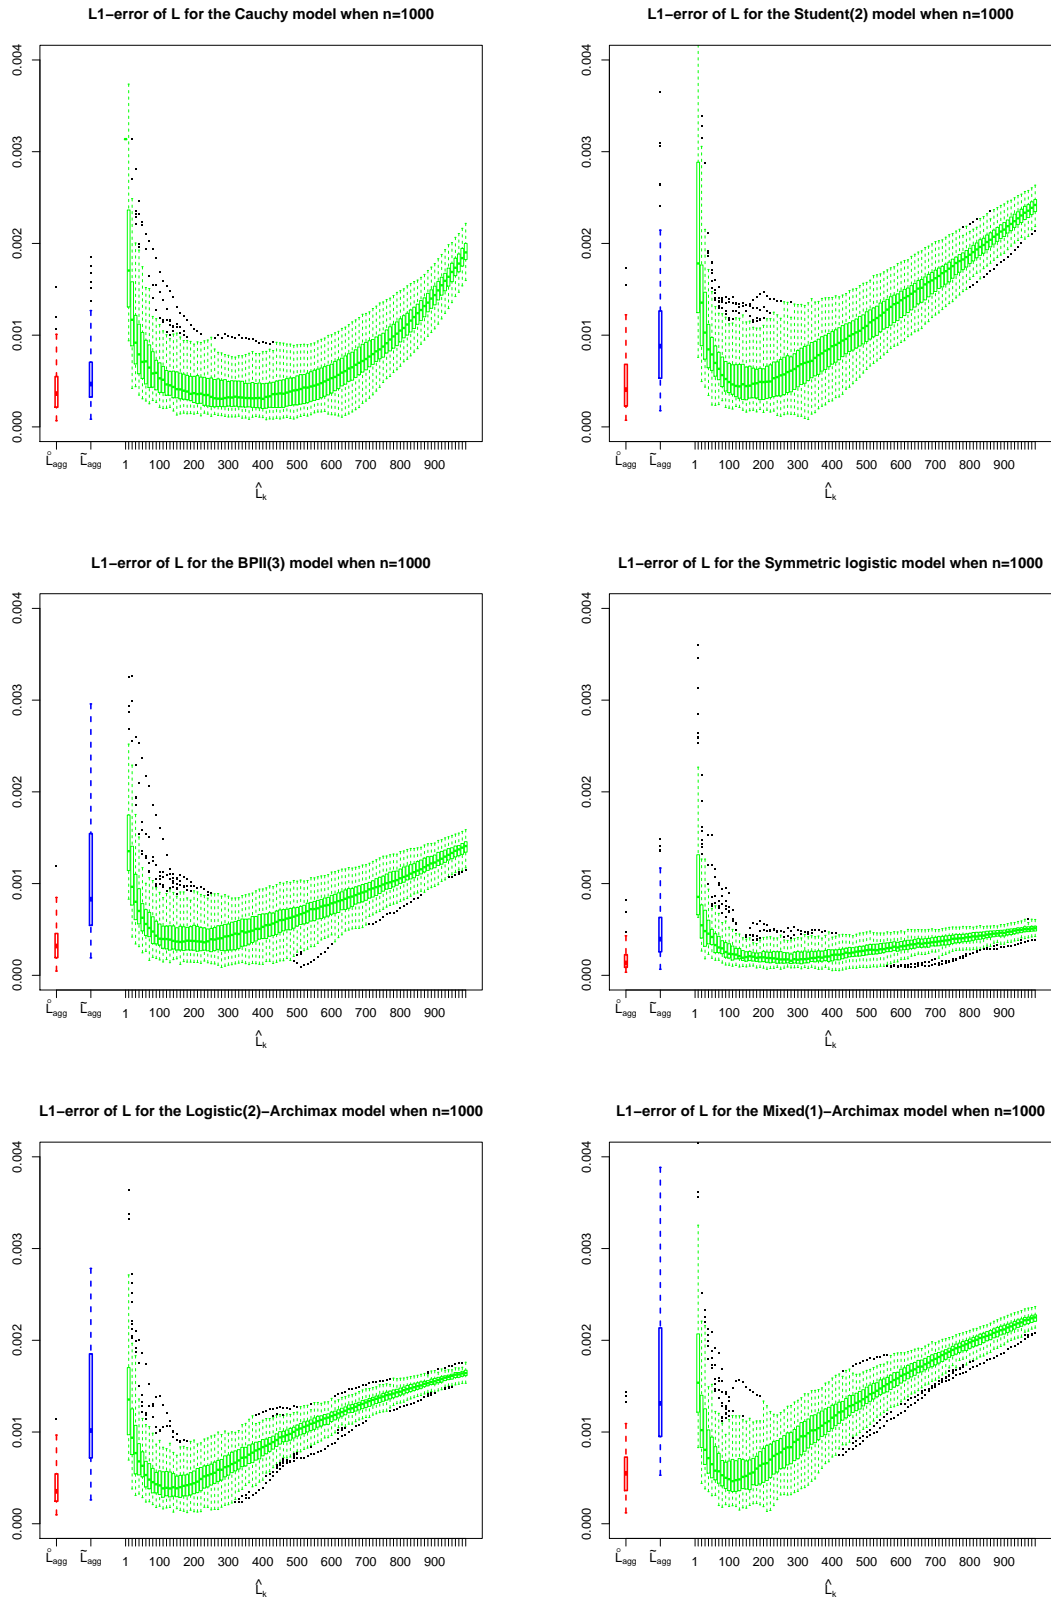 L1−error of L for the Cauchy model when n=1000
0.004
0.003
0.002
0.001
0.000
L̊agg L̃agg 1 100 200 300 400 500 600 700 800 900
L̂k
L1−error of L for the Student(2) model when n=1000
0.004
0.003
0.002
0.001
0.000
L̊agg L̃agg 1 100 200 300 400 500 600 700 800 900
L̂k
L1−error of L for the BPII(3) model when n=1000
0.004
0.003
0.002
0.001
0.000
L̊agg L̃agg 1 100 200 300 400 500 600 700 800 900
L̂k
L1−error of L for the Symmetric logistic model when n=1000
0.004
0.003
0.002
0.001
0.000
L̊agg L̃agg 1 100 200 300 400 500 600 700 800 900
L̂k
L1−error of L for the Logistic(2)−Archimax model when n=1000
0.004
0.003
0.002
0.001
0.000
L̊agg L̃agg 1 100 200 300 400 500 600 700 800 900
L̂k
L1−error of L for the Mixed(1)−Archimax model when n=1000
0.004
0.003
0.002
0.001
0.000
L̊agg L̃agg 1 100 200 300 400 500 600 700 800 900
L̂k